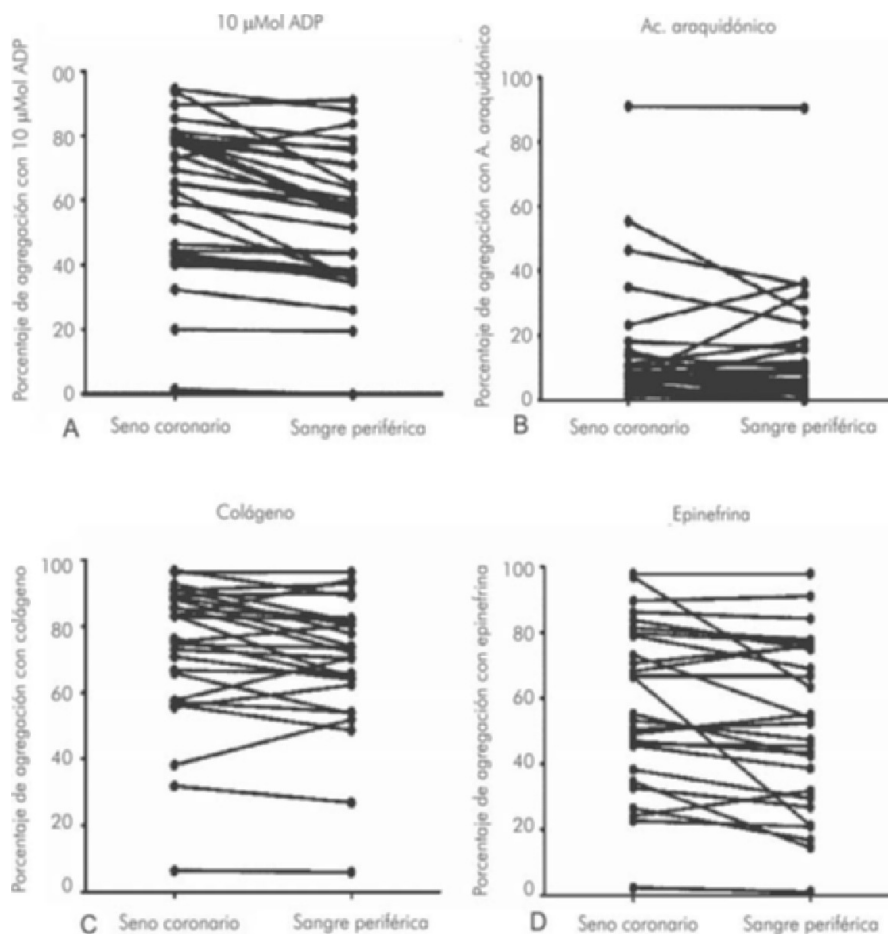 10 µMol ADP
Porcentaje de agregación con 10 µMol ADP
00
80
60
40
20
0
A
Seno coronario
Sangre periférica
Ac. araquidónico
Porcentaje de agregación con A. araquidónico
100
80
60
40
20
0
B
Seno coronario
Sangre periférica
Colágeno
Porcentaje de agregación con colágeno
100
80
60
40
20
0
C
Seno coronario
Sangre periférica
Epinefrina
Porcentaje de agregación con epinefrina
100
80
60
40
20
0
D
Seno coronario
Sangre periférica